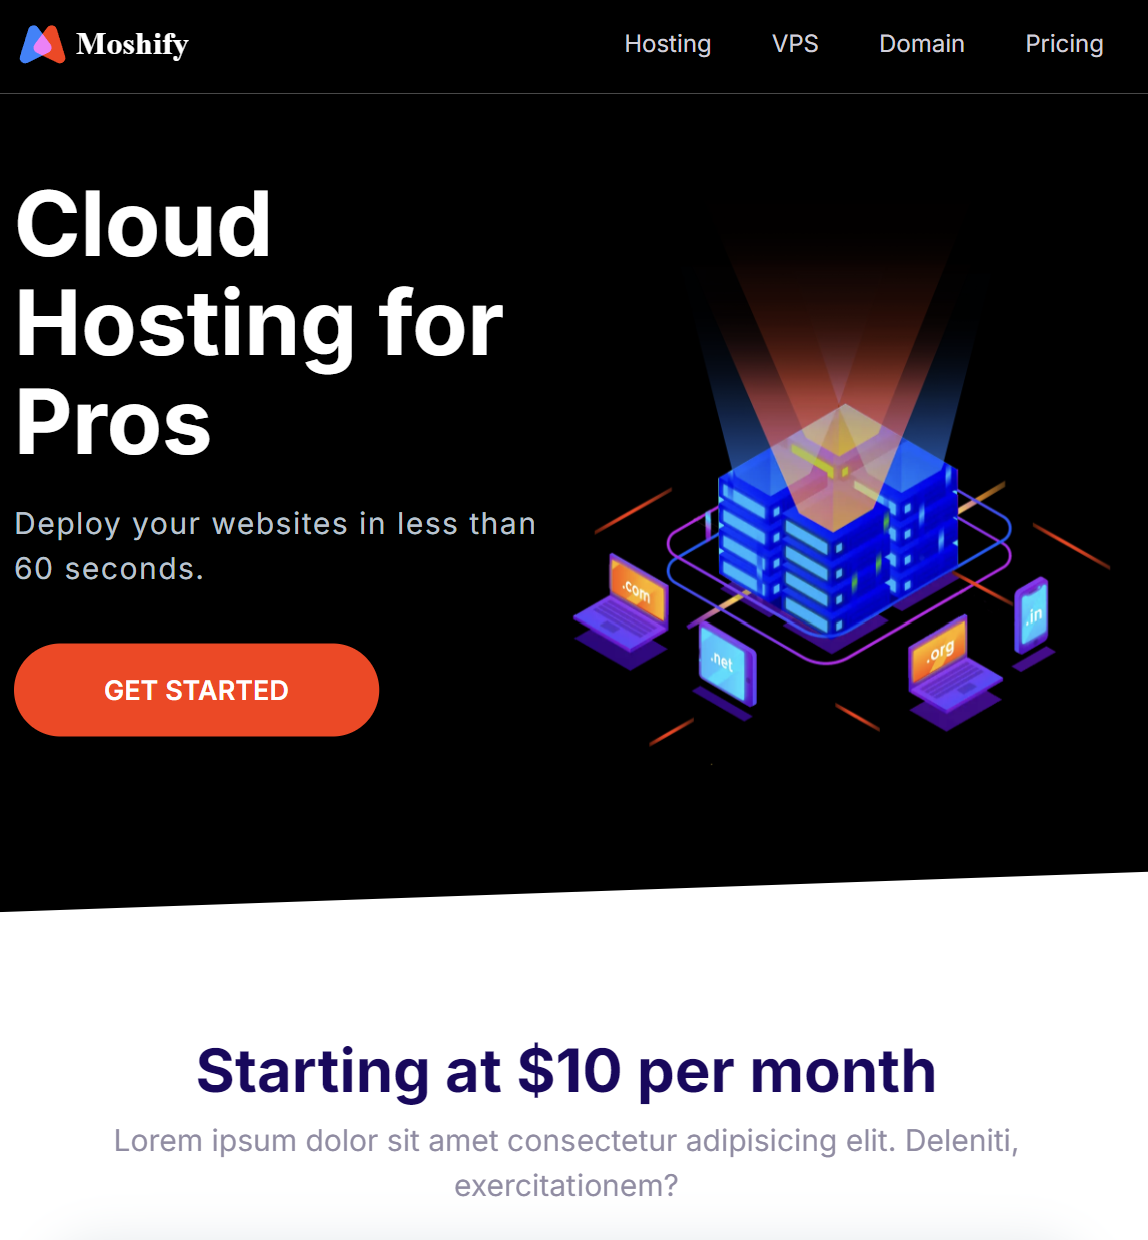 Moshify
Hosting VPS Domain Pricing
Cloud
Hosting for
Pros
Deploy your websites in less than
60 seconds.
GET STARTED
.com
.net
.org
.in
Starting at $10 per month
Lorem ipsum dolor sit amet consectetur adipisicing elit. Deleniti,
exercitationem?